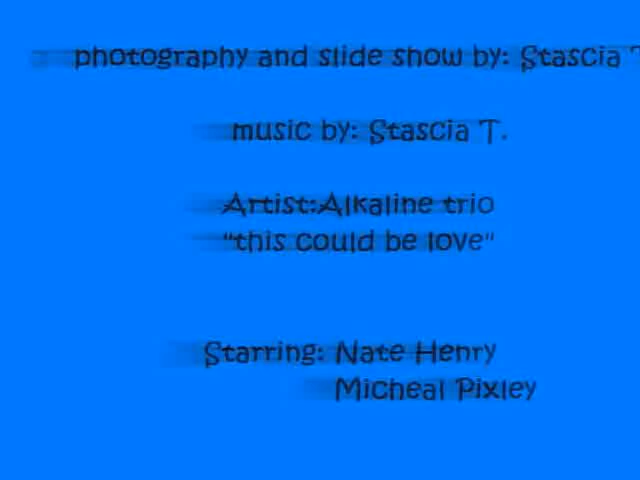 photography and slide show by: Stascia T
music by: Stascia T.
Artist:Alkaline trio
"this could be love"
Starring: Nate Henry
Micheal Pixley